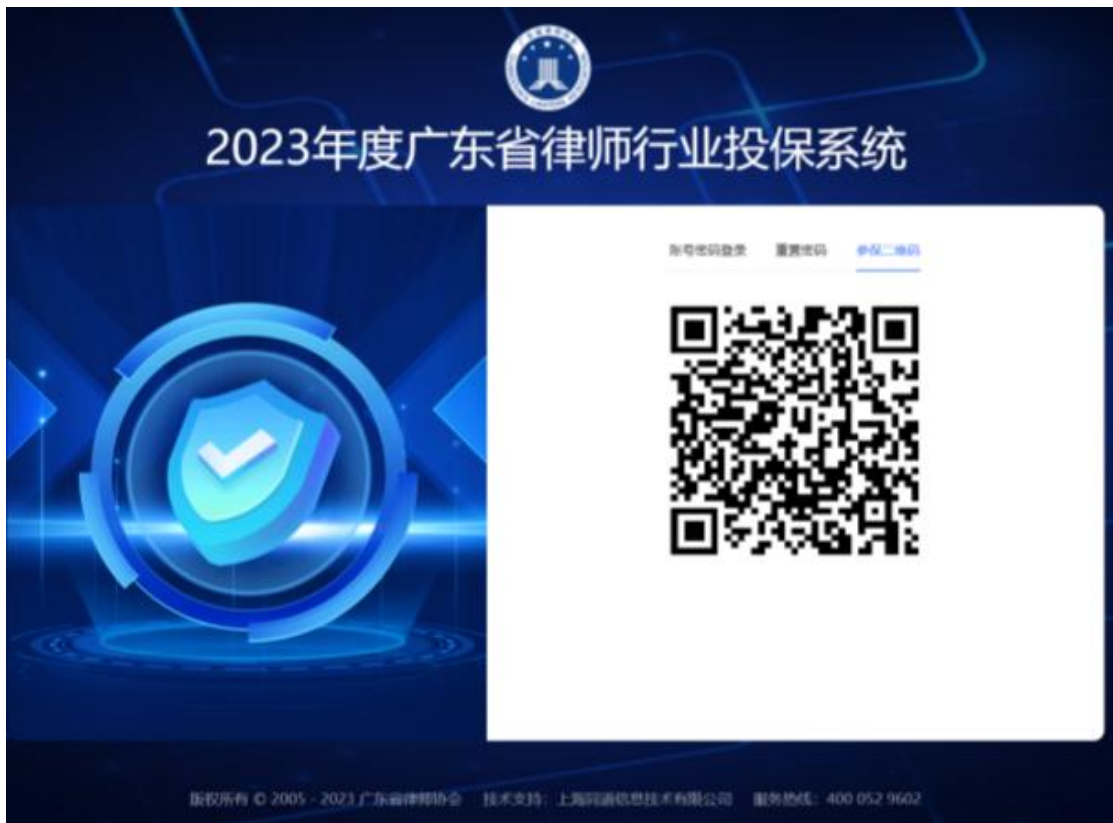 2023年度广东省律师行业投保系统
账号密码登录 重置密码 参保二维码
版权所有 © 2005 - 2023 广东省律师协会 技术支持：上海同道信息技术有限公司 服务热线：400 052 9602